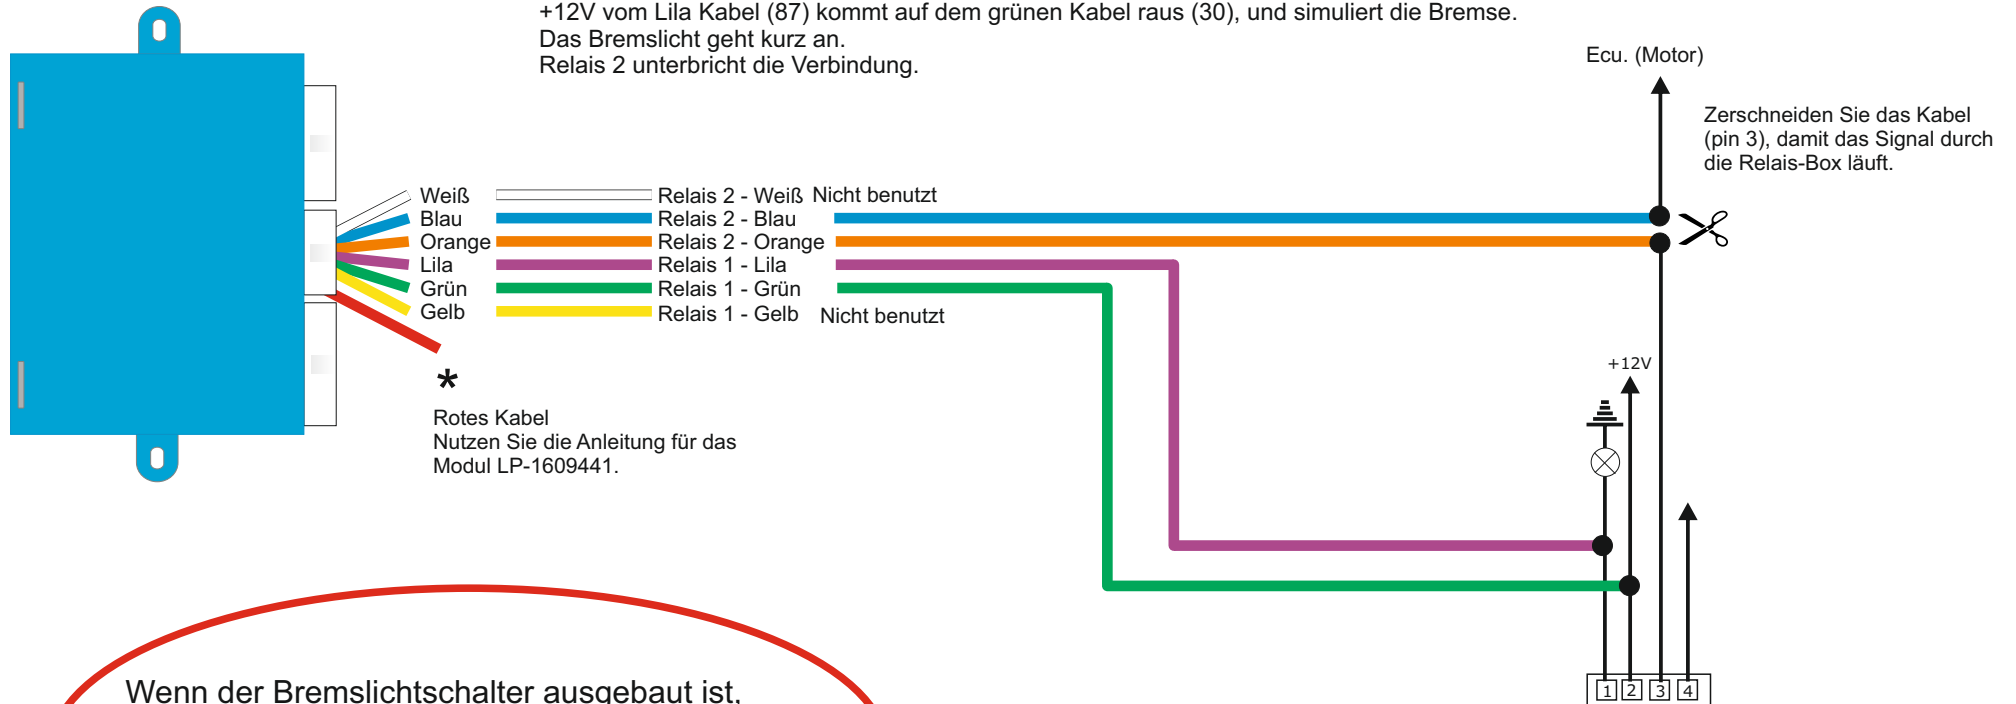 +12V vom Lila Kabel (87) kommt auf dem grünen Kabel raus (30), und simuliert die Bremse.
Das Bremslicht geht kurz an.
Relais 2 unterbricht die Verbindung.
Ecu. (Motor)
Zerschneiden Sie das Kabel
(pin 3), damit das Signal durch
die Relais-Box läuft.
Weiß Relais 2 - Weiß Nicht benutzt
Blau Relais 2 - Blau
Orange Relais 2 - Orange
Lila Relais 1 - Lila
Grün Relais 1 - Grün
Gelb Relais 1 - Gelb Nicht benutzt
*
Rotes Kabel
Nutzen Sie die Anleitung für das
Modul LP-1609441.
+12V
Wenn der Bremslichtschalter ausgebaut ist,
1 2 3 4